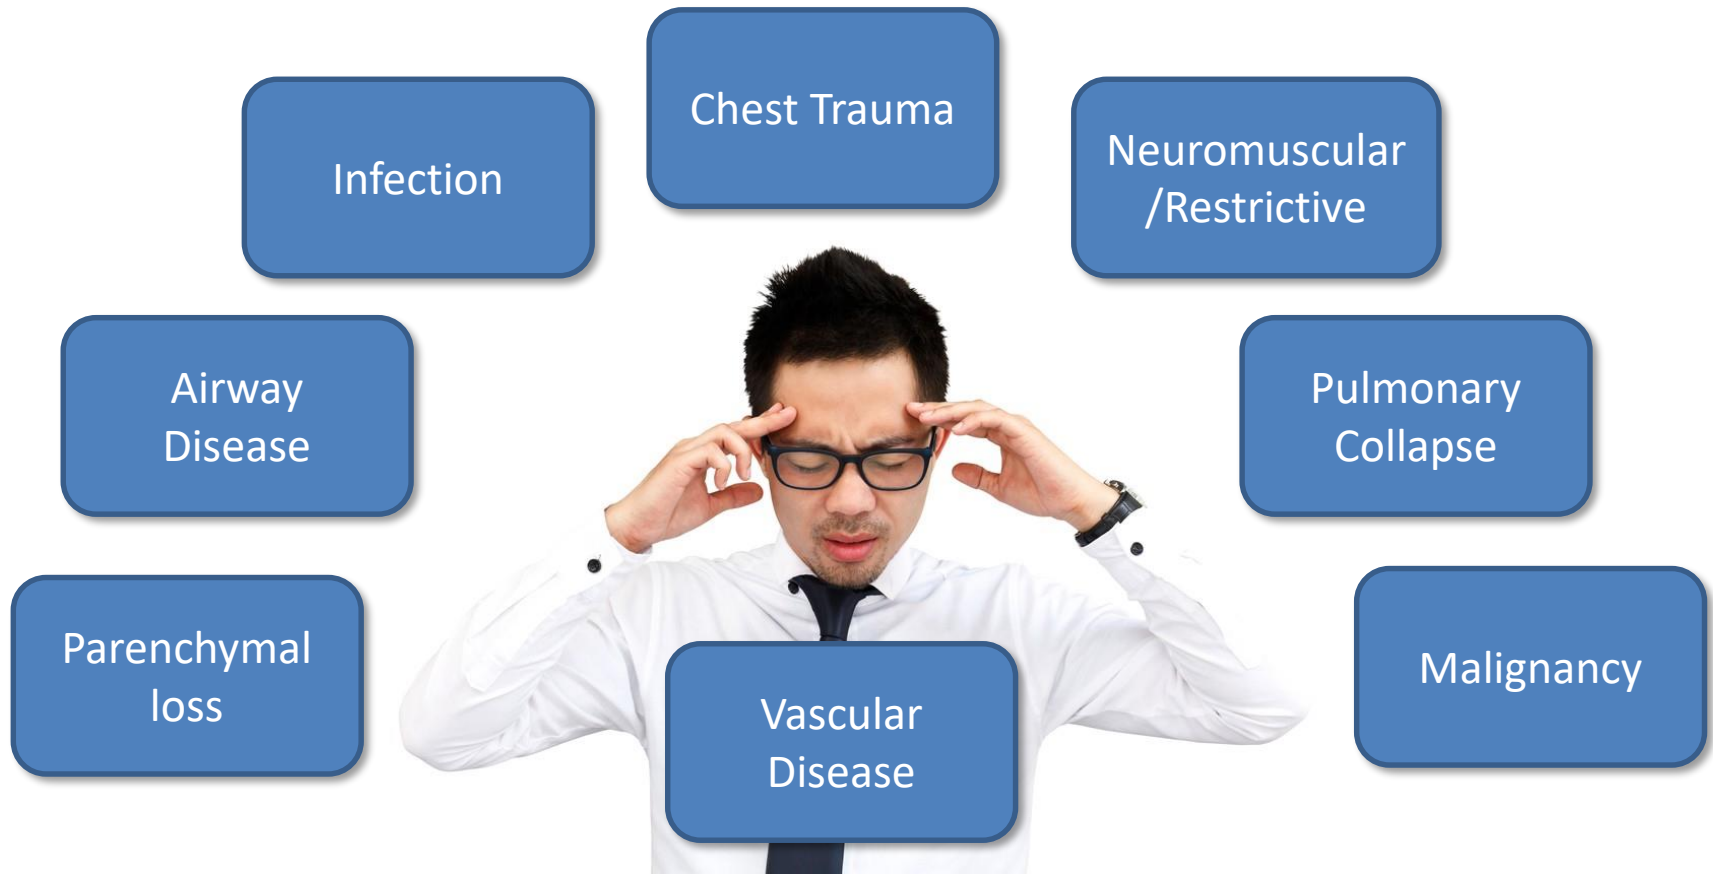 Chest Trauma
Infection
Neuromuscular
/Restrictive
Airway
Disease
Pulmonary
Collapse
Parenchymal
loss
Vascular
Disease
Malignancy